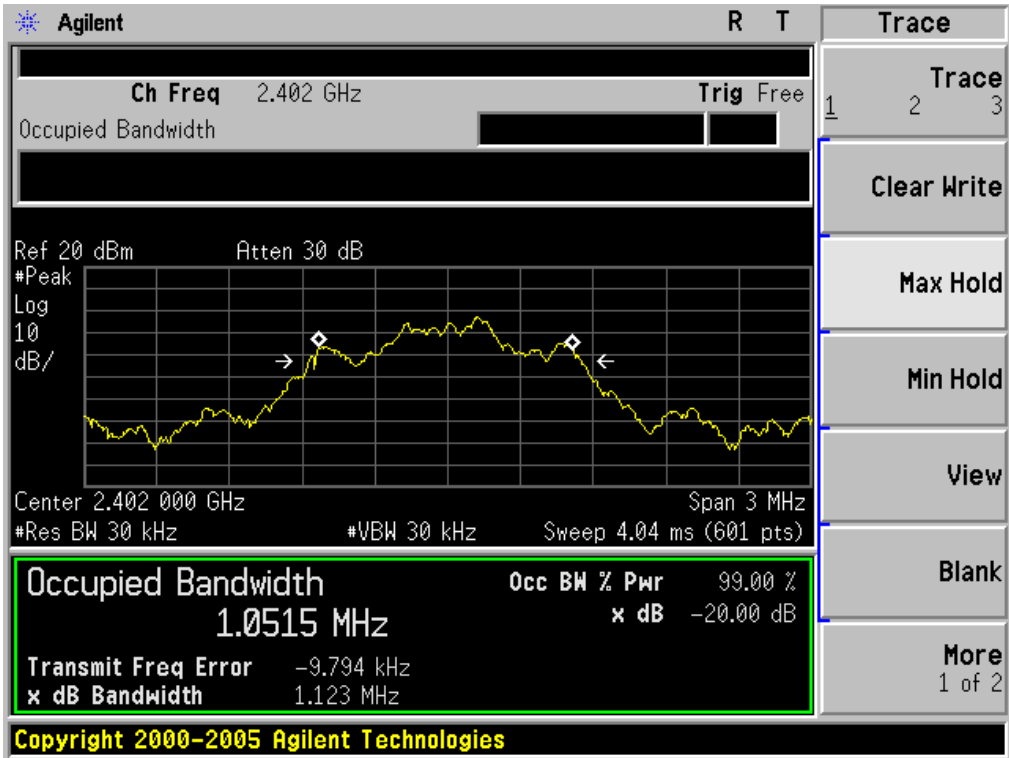 Agilent R T
Ch Freq 2.402 GHz Trig Free
Occupied Bandwidth
Ref 20 dBm Atten 30 dB
#Peak
Log
10
dB/
Center 2.402 000 GHz Span 3 MHz
#Res BW 30 kHz #VBW 30 kHz Sweep 4.04 ms (601 pts)
Occupied Bandwidth
1.0515 MHz
Occ BW % Pwr 99.00 %
x dB -20.00 dB
Transmit Freq Error -9.794 kHz
x dB Bandwidth 1.123 MHz
Copyright 2000-2005 Agilent Technologies
Trace
Trace
1 2 3
Clear Write
Max Hold
Min Hold
View
Blank
More
1 of 2